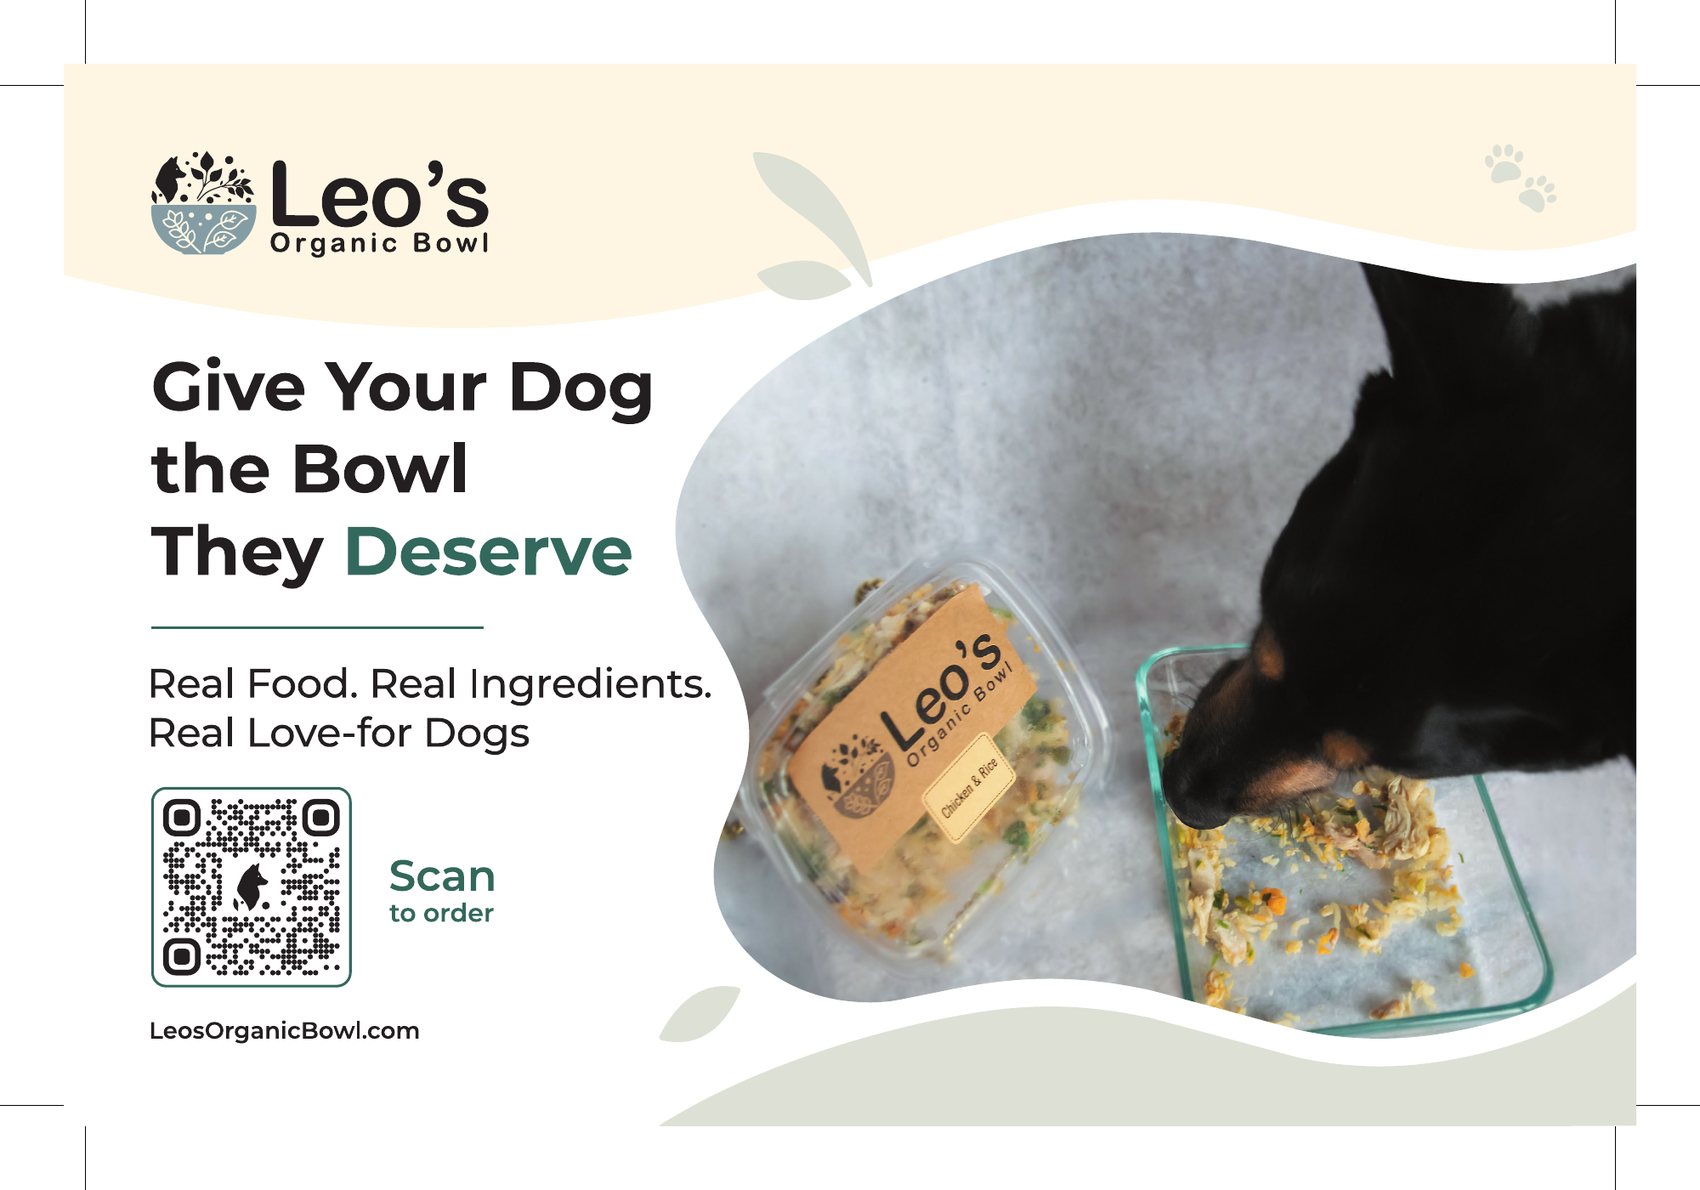 Leo's
Organic Bowl
Give Your Dog
the Bowl
They Deserve
Real Food. Real Ingredients.
Real Love-for Dogs
Scan
to order
LeosOrganicBowl.com
Leo's
Organic Bowl
Chicken & Rice